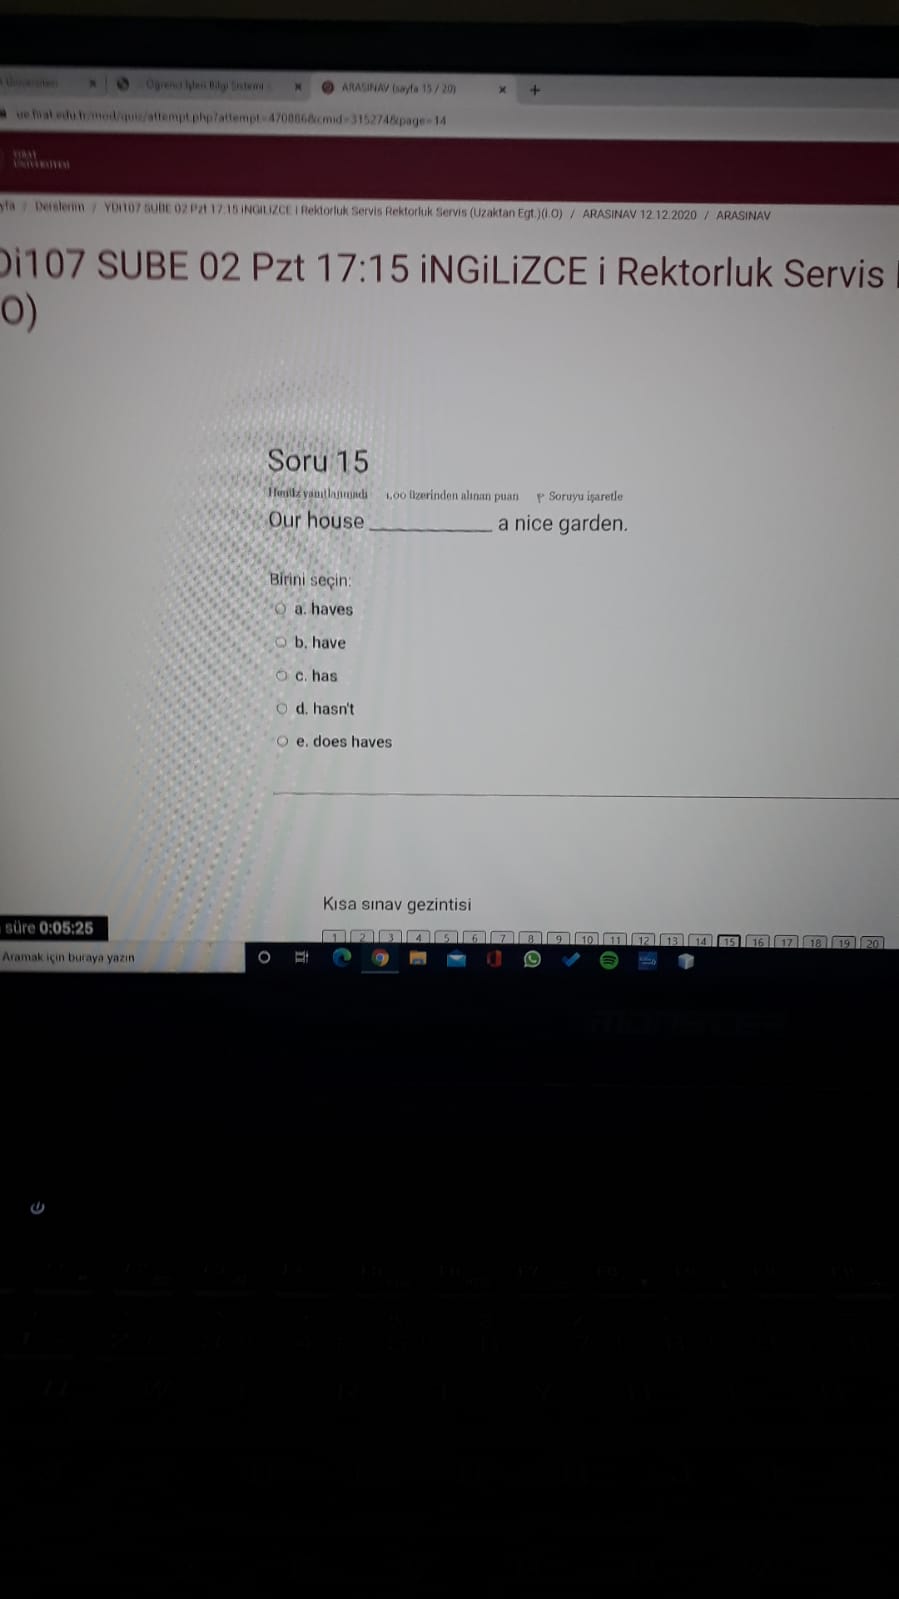 Öğrenci İşleri Bilgi Sistemi
ARASINAV (sayfa 15 / 20)
ue.firat.edu.tr/mod/quiz/attempt.php?attempt=470886&cmid=315274&page=14
FIRAT
ÜNİVERSİTESİ
yfa / Derslerim / YDI107 SUBE 02 Pzt 17:15 iNGiLiZCE i Rektorluk Servis Rektorluk Servis (Uzaktan Egt.)(i.O) / ARASINAV 12.12.2020 / ARASINAV
Di107 SUBE 02 Pzt 17:15 iNGiLiZCE i Rektorluk Servis
O)
Soru 15
Henüz yanıtlanmadı 1,00 üzerinden alınan puan Soruyu işaretle
Our house ____________ a nice garden.
Birini seçin:
a. haves
b. have
c. has
d. hasn't
e. does haves
Kısa sınav gezintisi
süre 0:05:25
1 2 3 4 5 6 7 8 9 10 11 12 13 14 15 16 17 18 19 20
Aramak için buraya yazın